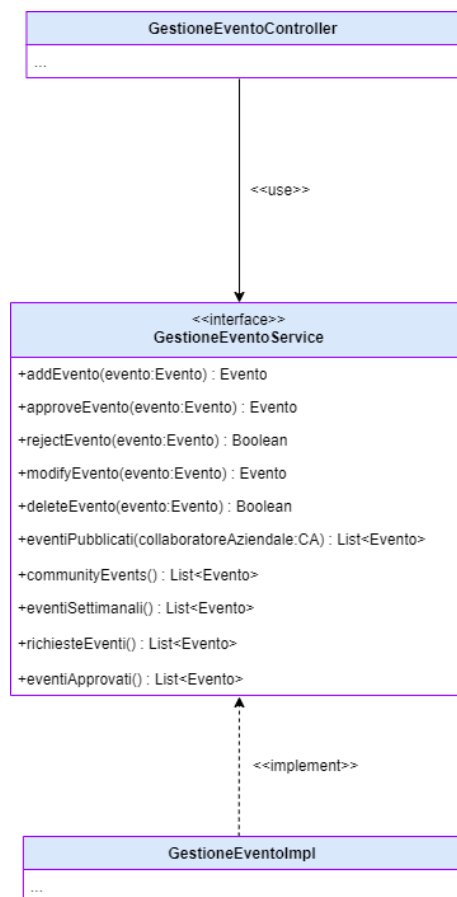 GestioneEventoController
...
<<use>>
<<interface>>
GestioneEventoService
+addEvento(evento:Evento) : Evento
+approveEvento(evento:Evento) : Evento
+rejectEvento(evento:Evento) : Boolean
+modifyEvento(evento:Evento) : Evento
+deleteEvento(evento:Evento) : Boolean
+eventiPubblicati(collaboratoreAziendale:CA) : List<Evento>
+communityEvents() : List<Evento>
+eventiSettimanali() : List<Evento>
+richiesteEventi() : List<Evento>
+eventiApprovati() : List<Evento>
<<implement>>
GestioneEventoImpl
...